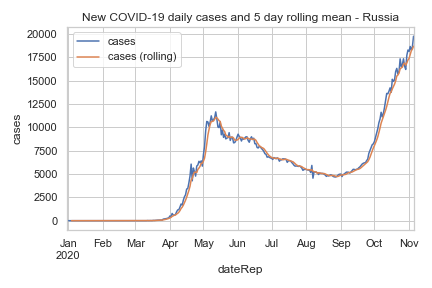 New COVID-19 daily cases and 5 day rolling mean - Russia
cases
cases (rolling)
20000
17500
15000
12500
10000
7500
5000
2500
0
cases
Jan Feb Mar Apr May Jun Jul Aug Sep Oct Nov
2020
dateRep